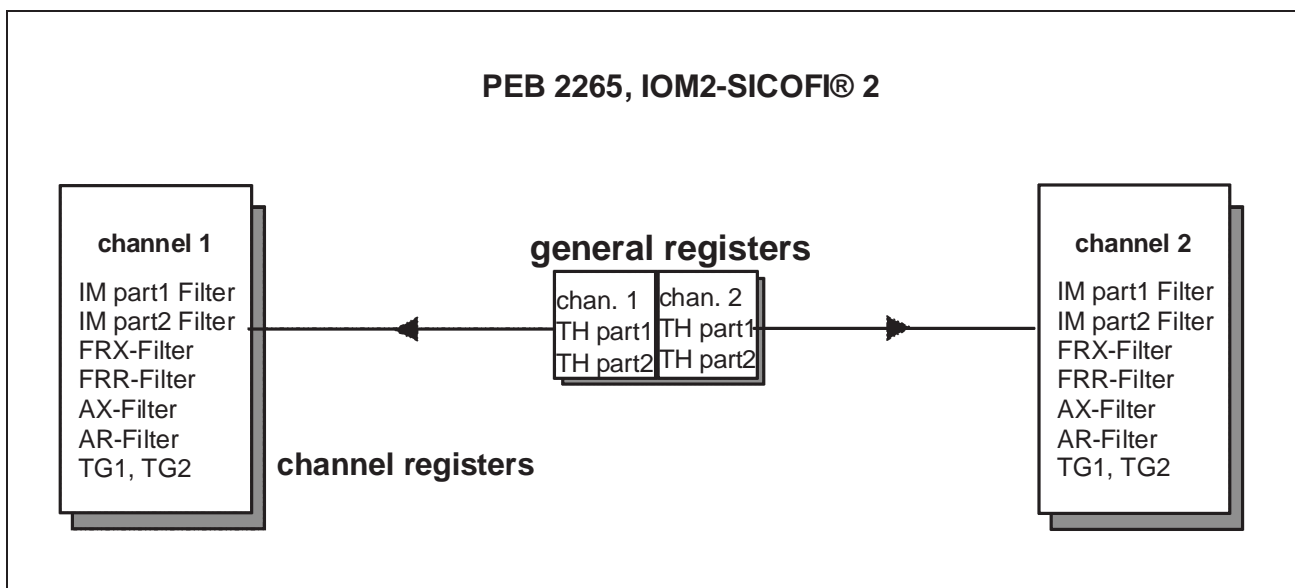 PEB 2265, IOM2-SICOFI® 2
channel 1
IM part1 Filter
IM part2 Filter
FRX-Filter
FRR-Filter
AX-Filter
AR-Filter
TG1, TG2
channel registers
general registers
chan. 1
TH part1
TH part2
chan. 2
TH part1
TH part2
channel 2
IM part1 Filter
IM part2 Filter
FRX-Filter
FRR-Filter
AX-Filter
AR-Filter
TG1, TG2